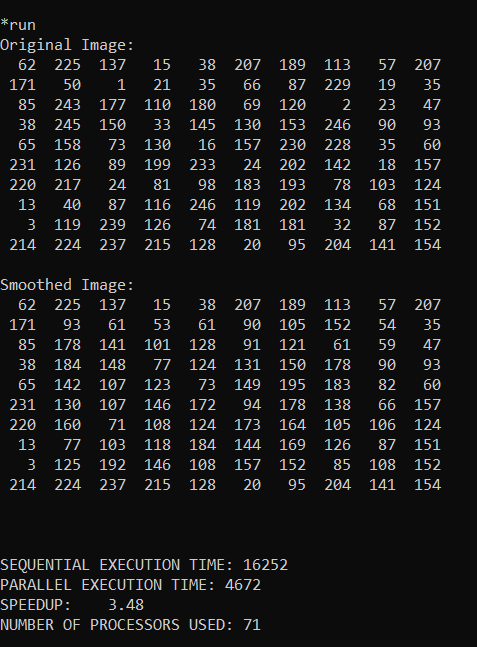 *run
Original Image:
62 225 137 15 38 207 189 113 57 207
171 50 1 21 35 66 87 229 19 35
85 243 177 110 180 69 120 2 23 47
38 245 150 33 145 130 153 246 90 93
65 158 73 130 16 157 230 228 35 60
231 126 89 199 233 24 202 142 18 157
220 217 24 81 98 183 193 78 103 124
13 40 87 116 246 119 202 134 68 151
3 119 239 126 74 181 181 32 87 152
214 224 237 215 128 20 95 204 141 154
Smoothed Image:
62 225 137 15 38 207 189 113 57 207
171 93 61 53 61 90 105 152 54 35
85 178 141 101 128 91 121 61 59 47
38 184 148 77 124 131 150 178 90 93
65 142 107 123 73 149 195 183 82 60
231 130 107 146 172 94 178 138 66 157
220 160 71 108 124 173 164 105 106 124
13 77 103 118 184 144 169 126 87 151
3 125 192 146 108 157 152 85 108 152
214 224 237 215 128 20 95 204 141 154
SEQUENTIAL EXECUTION TIME: 16252
PARALLEL EXECUTION TIME: 4672
SPEEDUP: 3.48
NUMBER OF PROCESSORS USED: 71